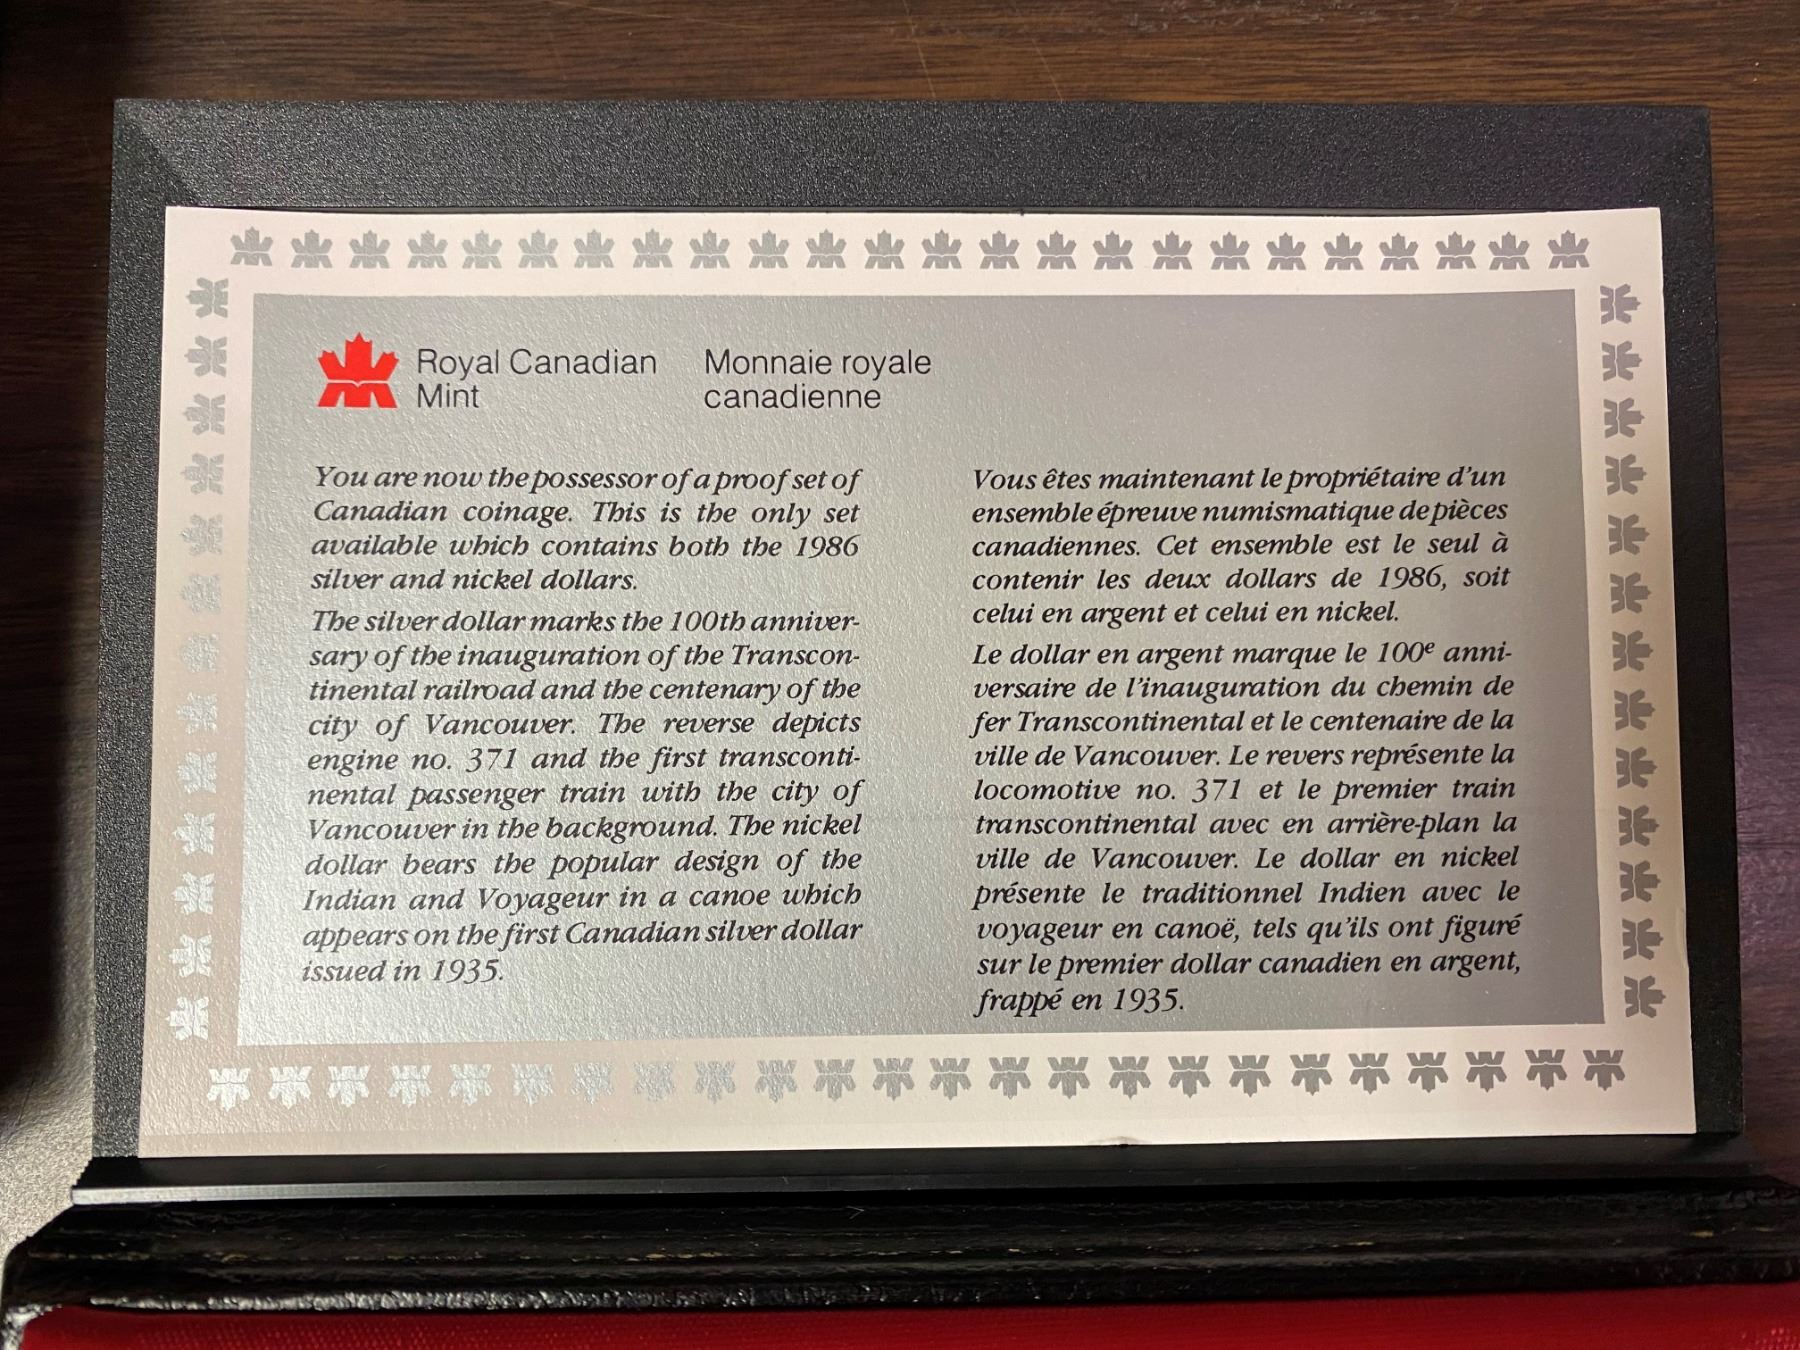 Royal Canadian
Mint
Monnaie royale
canadienne
You are now the possessor of a proof set of
Canadian coinage. This is the only set
available which contains both the 1986
silver and nickel dollars.
The silver dollar marks the 100th anniver-
sary of the inauguration of the Transcon-
tinental railroad and the centenary of the
city of Vancouver. The reverse depicts
engine no. 371 and the first transconti-
nental passenger train with the city of
Vancouver in the background. The nickel
dollar bears the popular design of the
Indian and Voyageur in a canoe which
appears on the first Canadian silver dollar
issued in 1935.
Vous êtes maintenant le propriétaire d'un
ensemble épreuve numismatique de pièces
canadiennes. Cet ensemble est le seul à
contenir les deux dollars de 1986, soit
celui en argent et celui en nickel.
Le dollar en argent marque le 100e anni-
versaire de l'inauguration du chemin de
fer Transcontinental et le centenaire de la
ville de Vancouver. Le revers représente la
locomotive no. 371 et le premier train
transcontinental avec en arrière-plan la
ville de Vancouver. Le dollar en nickel
présente le traditionnel Indien avec le
voyageur en canoë, tels qu'ils ont figuré
sur le premier dollar canadien en argent,
frappé en 1935.